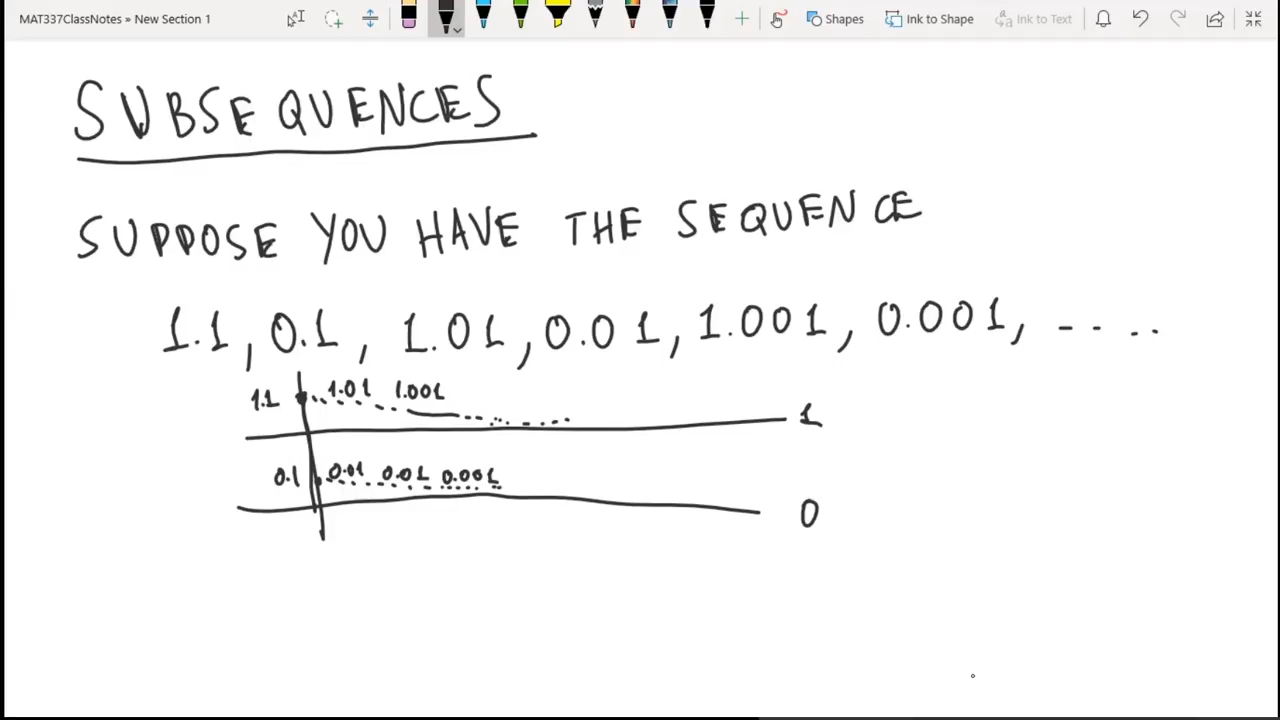 MAT337ClassNotes » New Section 1
Shapes Ink to Shape Ink to Text
SUBSEQUENCES
SUPPOSE YOU HAVE THE SEQUENCE
1.1, 0.1, 1.01, 0.01, 1.001, 0.001, ----
1.1 1.01 1.001
1
0.1 0.01 0.01 0.001
0